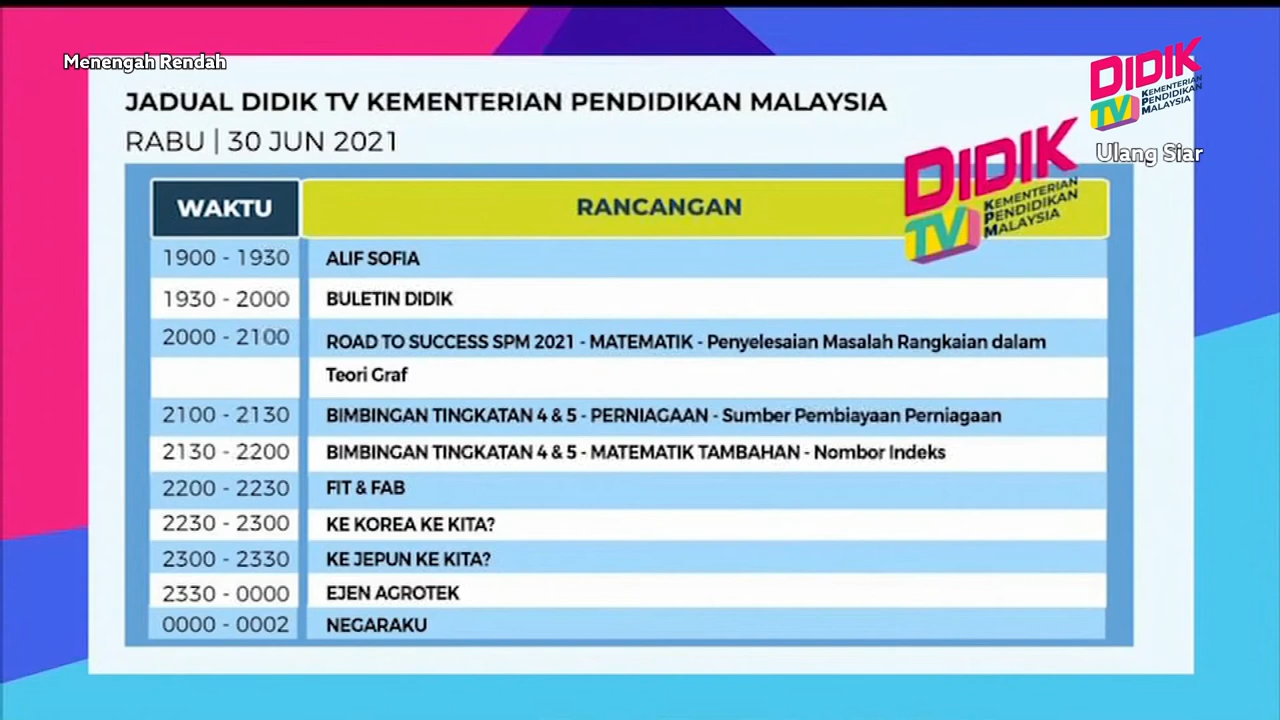 Menengah Rendah
DIDIK
TV KEMENTERIAN
PENDIDIKAN
MALAYSIA
Ulang Siar
JADUAL DIDIK TV KEMENTERIAN PENDIDIKAN MALAYSIA
RABU | 30 JUN 2021
DIDIK
TV KEMENTERIAN
PENDIDIKAN
MALAYSIA
WAKTU RANCANGAN
1900 - 1930 ALIF SOFIA
1930 - 2000 BULETIN DIDIK
2000 - 2100 ROAD TO SUCCESS SPM 2021 - MATEMATIK - Penyelesaian Masalah Rangkaian dalam
Teori Graf
2100 - 2130 BIMBINGAN TINGKATAN 4 & 5 - PERNIAGAAN - Sumber Pembiayaan Perniagaan
2130 - 2200 BIMBINGAN TINGKATAN 4 & 5 - MATEMATIK TAMBAHAN - Nombor Indeks
2200 - 2230 FIT & FAB
2230 - 2300 KE KOREA KE KITA?
2300 - 2330 KE JEPUN KE KITA?
2330 - 0000 EJEN AGROTEK
0000 - 0002 NEGARAKU